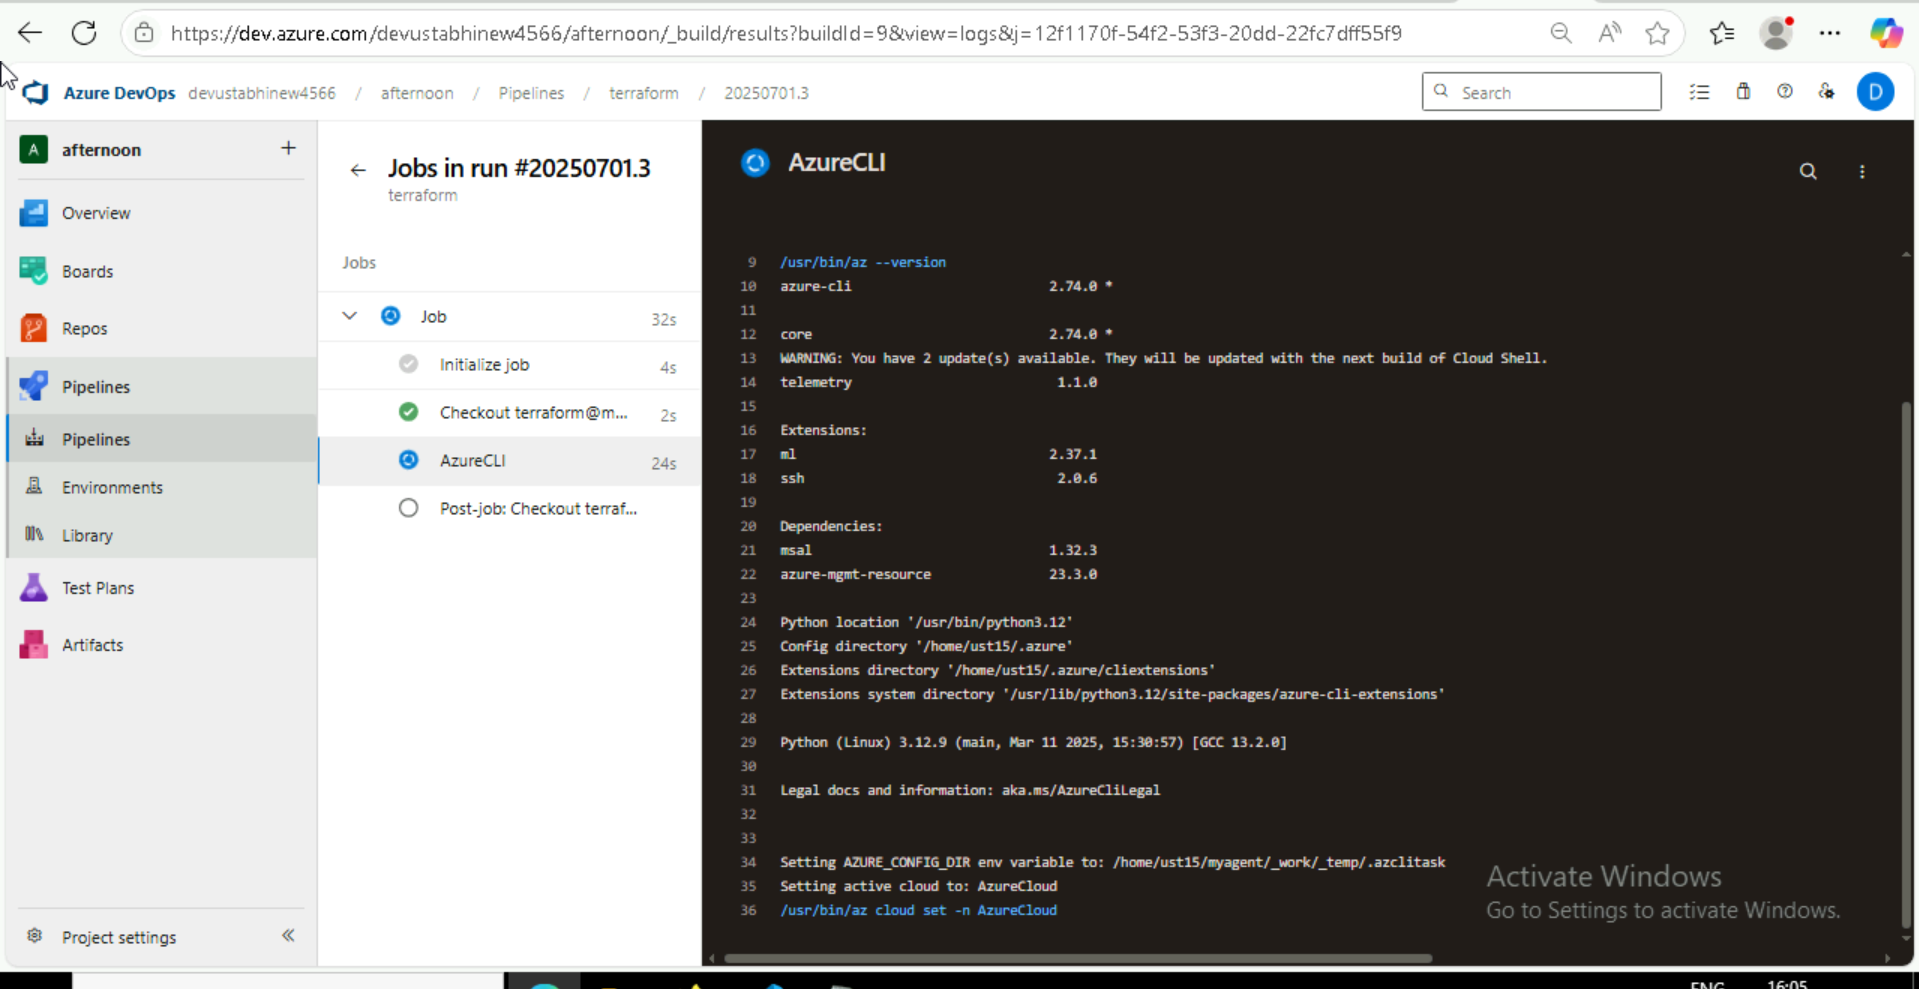 https://dev.azure.com/devustabhinew4566/afternoon/_build/results?buildId=9&view=logs&j=12f1170f-54f2-53f3-20dd-22fc7dff55f9
Azure DevOps devustabhinew4566 / afternoon / Pipelines / terraform / 20250701.3
Search
D
A afternoon +
Overview
Boards
Repos
Pipelines
Pipelines
Environments
Library
Test Plans
Artifacts
Project settings
Jobs in run #20250701.3
terraform
Jobs
Job 32s
Initialize job 4s
Checkout terraform@m... 2s
AzureCLI 24s
Post-job: Checkout terraf...
AzureCLI
9 /usr/bin/az --version
10 azure-cli 2.74.0 *
11
12 core 2.74.0 *
13 WARNING: You have 2 update(s) available. They will be updated with the next build of Cloud Shell.
14 telemetry 1.1.0
15
16 Extensions:
17 ml 2.37.1
18 ssh 2.0.6
19
20 Dependencies:
21 msal 1.32.3
22 azure-mgmt-resource 23.3.0
23
24 Python location '/usr/bin/python3.12'
25 Config directory '/home/ust15/.azure'
26 Extensions directory '/home/ust15/.azure/cliextensions'
27 Extensions system directory '/usr/lib/python3.12/site-packages/azure-cli-extensions'
28
29 Python (Linux) 3.12.9 (main, Mar 11 2025, 15:30:57) [GCC 13.2.0]
30
31 Legal docs and information: aka.ms/AzureCliLegal
32
33
34 Setting AZURE_CONFIG_DIR env variable to: /home/ust15/myagent/_work/_temp/.azclitask
35 Setting active cloud to: AzureCloud
36 /usr/bin/az cloud set -n AzureCloud
Activate Windows
Go to Settings to activate Windows.
ENG 16:05